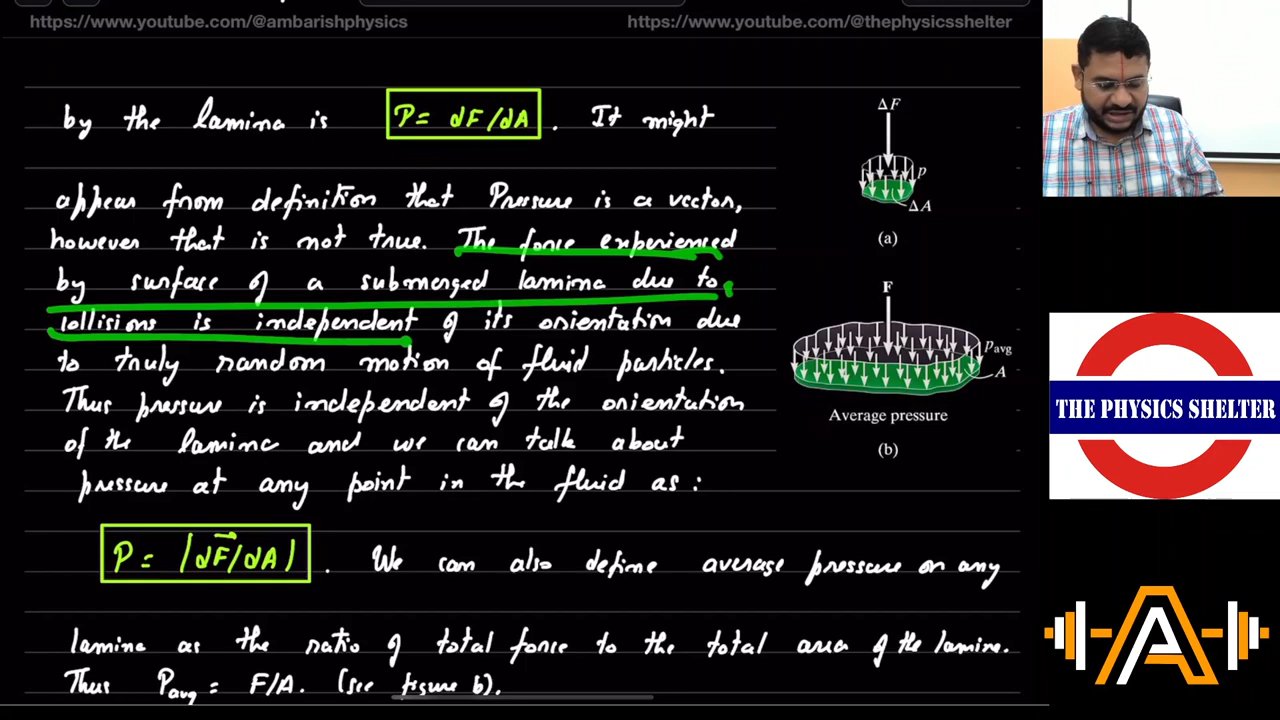 https://www.youtube.com/@ambarishphysics
https://www.youtube.com/@thephysicsshelter
by the lamina is P= dF/dA . It might
appear from definition that Pressure is a vector,
however that is not true. The force experienced
by surface of a submerged lamina due to
collisions is independent of its orientation due
to truly random motion of fluid particles.
Thus pressure is independent of the orientation
of the lamina and we can talk about
pressure at any point in the fluid as:
P = |dF⃗/dA| . We can also define average pressure on any
lamina as the ratio of total force to the total area of the lamina.
Thus Pavg = F/A. (see figure b).
ΔF
p
ΔA
(a)
F
pavg
A
Average pressure
(b)
THE PHYSICS SHELTER
A